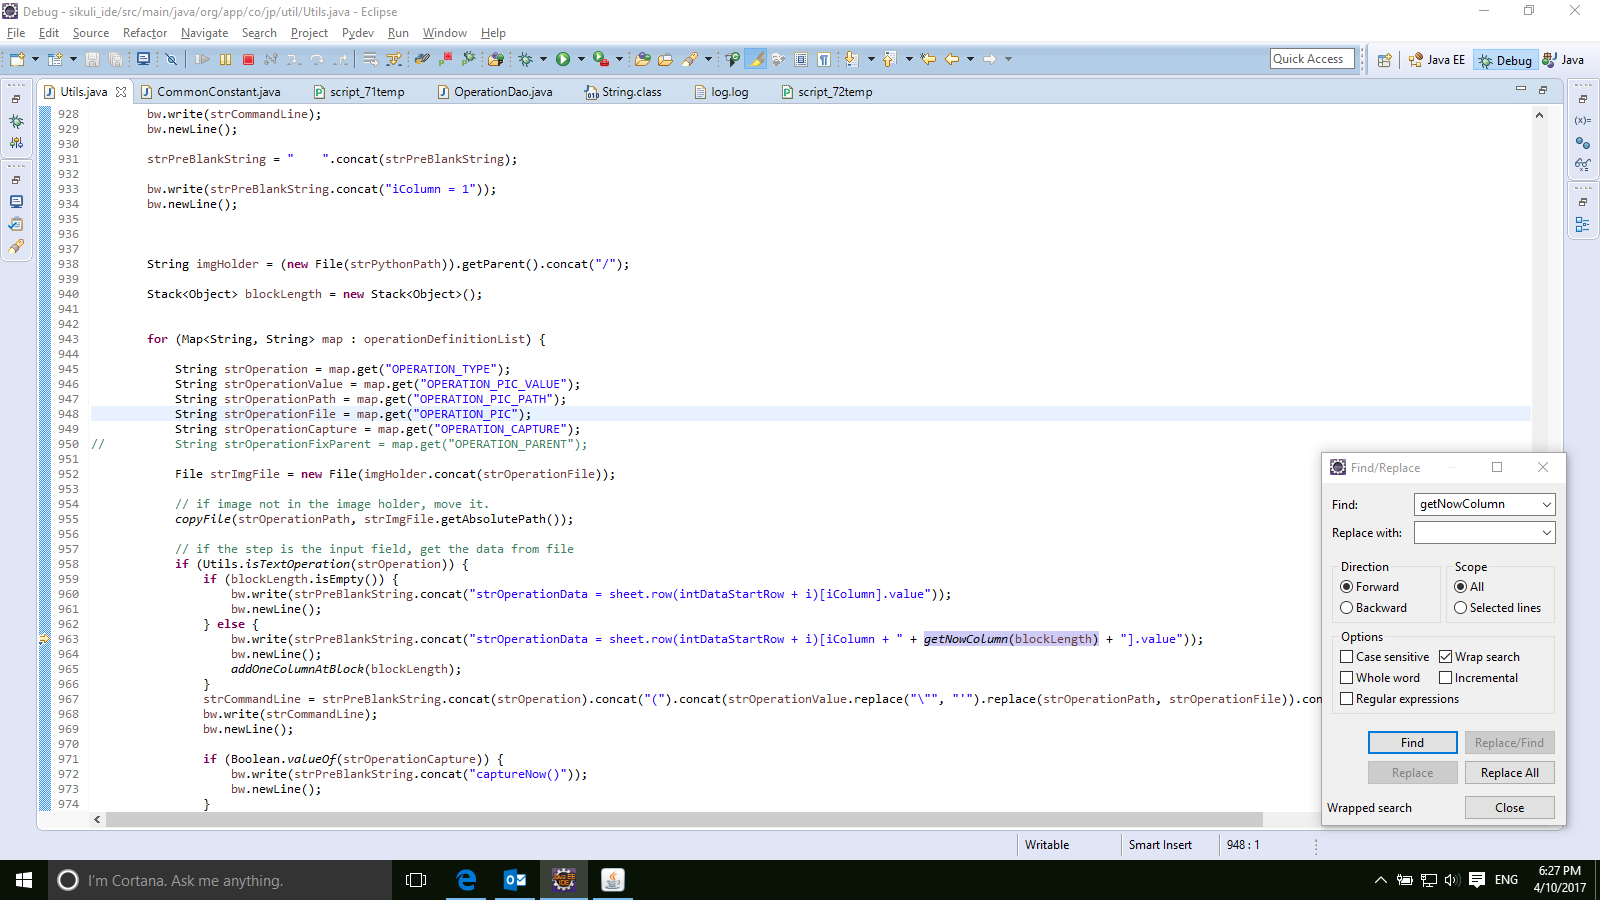 Debug - sikuli_ide/src/main/java/org/app/co/jp/util/Utils.java - Eclipse
File Edit Source Refactor Navigate Search Project Pydev Run Window Help
Quick Access Java EE Debug Java
Utils.java CommonConstant.java script_71temp OperationDao.java String.class log.log script_72temp
928 bw.write(strCommandLine);
929 bw.newLine();
930
931 strPreBlankString = "    ".concat(strPreBlankString);
932
933 bw.write(strPreBlankString.concat("iColumn = 1"));
934 bw.newLine();
935
936
937
938 String imgHolder = (new File(strPythonPath)).getParent().concat("/");
939
940 Stack<Object> blockLength = new Stack<Object>();
941
942
943 for (Map<String, String> map : operationDefinitionList) {
944
945 String strOperation = map.get("OPERATION_TYPE");
946 String strOperationValue = map.get("OPERATION_PIC_VALUE");
947 String strOperationPath = map.get("OPERATION_PIC_PATH");
948 String strOperationFile = map.get("OPERATION_PIC");
949 String strOperationCapture = map.get("OPERATION_CAPTURE");
950 // String strOperationFixParent = map.get("OPERATION_PARENT");
951
952 File strImgFile = new File(imgHolder.concat(strOperationFile));
953
954 // if image not in the image holder, move it.
955 copyFile(strOperationPath, strImgFile.getAbsolutePath());
956
957 // if the step is the input field, get the data from file
958 if (Utils.isTextOperation(strOperation)) {
959 if (blockLength.isEmpty()) {
960 bw.write(strPreBlankString.concat("strOperationData = sheet.row(intDataStartRow + i)[iColumn].value"));
961 bw.newLine();
962 } else {
963 bw.write(strPreBlankString.concat("strOperationData = sheet.row(intDataStartRow + i)[iColumn + " + getNowColumn(blockLength) + "].value"));
964 bw.newLine();
965 addOneColumnAtBlock(blockLength);
966 }
967 strCommandLine = strPreBlankString.concat(strOperation).concat("(").concat(strOperationValue.replace("\"", "'").replace(strOperationPath, strOperationFile)).con
968 bw.write(strCommandLine);
969 bw.newLine();
970
971 if (Boolean.valueOf(strOperationCapture)) {
972 bw.write(strPreBlankString.concat("captureNow()"));
973 bw.newLine();
974 }
Find/Replace
Find: getNowColumn
Replace with:
Direction Scope
Forward All
Backward Selected lines
Options
Case sensitive Wrap search
Whole word Incremental
Regular expressions
Find Replace/Find
Replace Replace All
Wrapped search Close
Writable Smart Insert 948 : 1
I'm Cortana. Ask me anything.
ENG 6:27 PM
4/10/2017